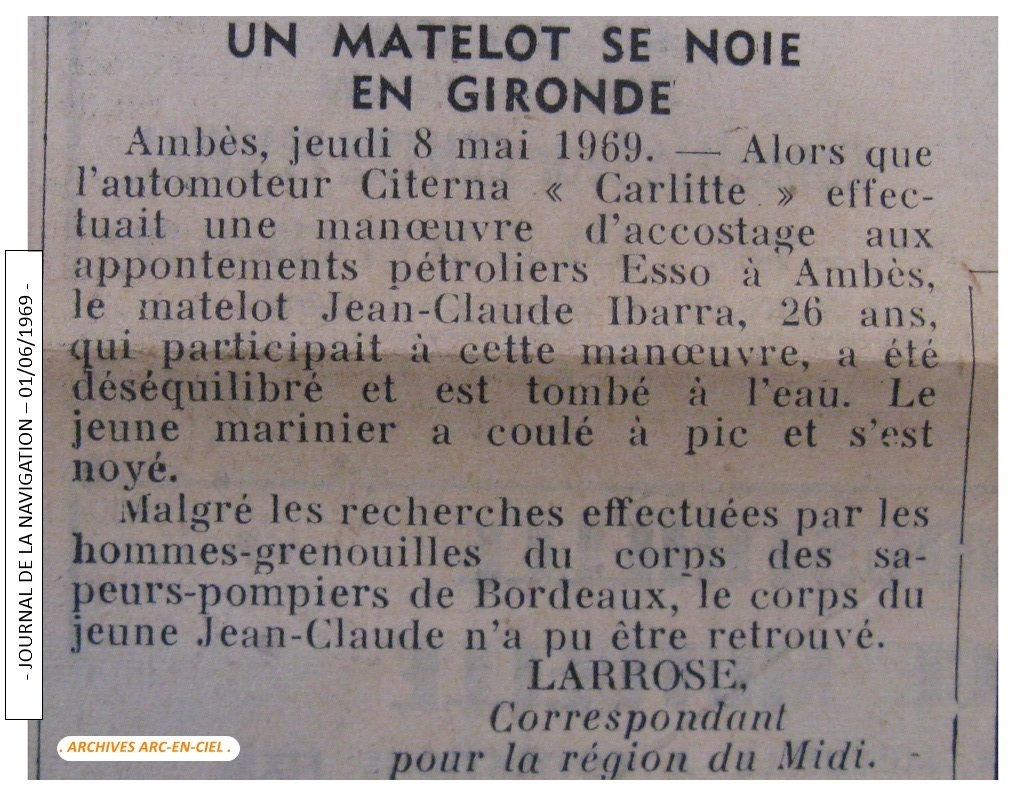 UN MATELOT SE NOIE
EN GIRONDE
Ambès, jeudi 8 mai 1969. — Alors que
l'automoteur Citerna « Carlitte » effec-
tuait une manœuvre d'accostage aux
appontements pétroliers Esso à Ambès,
le matelot Jean-Claude Ibarra, 26 ans,
qui participait à cette manœuvre, a été
déséquilibré et est tombé à l'eau. Le
jeune marinier a coulé à pic et s'est
noyé.
Malgré les recherches effectuées par les
hommes-grenouilles du corps des sa-
peurs-pompiers de Bordeaux, le corps du
jeune Jean-Claude n'a pu être retrouvé.
LARROSE,
Correspondant
pour la région du Midi.
- JOURNAL DE LA NAVIGATION – 01/06/1969 -
. ARCHIVES ARC-EN-CIEL .